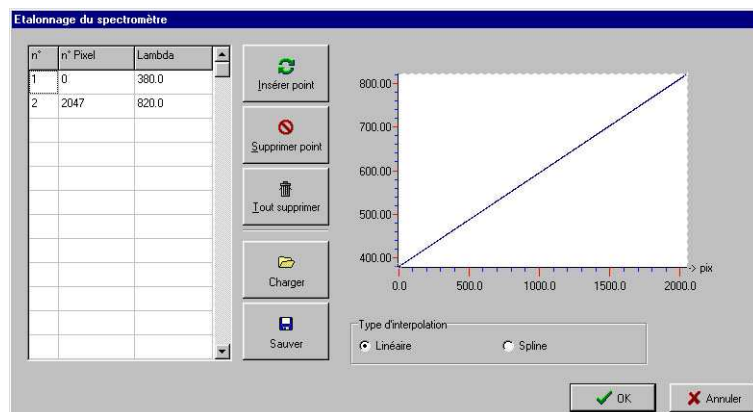 Etalonnage du spectromètre
n° n° Pixel Lambda
1 0 380.0
2 2047 820.0
Insérer point
Supprimer point
Tout supprimer
Charger
Sauver
800.00
700.00
600.00
500.00
400.00
0.0 500.0 1000.0 1500.0 2000.0
-> pix
Type d'interpolation
Linéaire Spline
OK Annuler